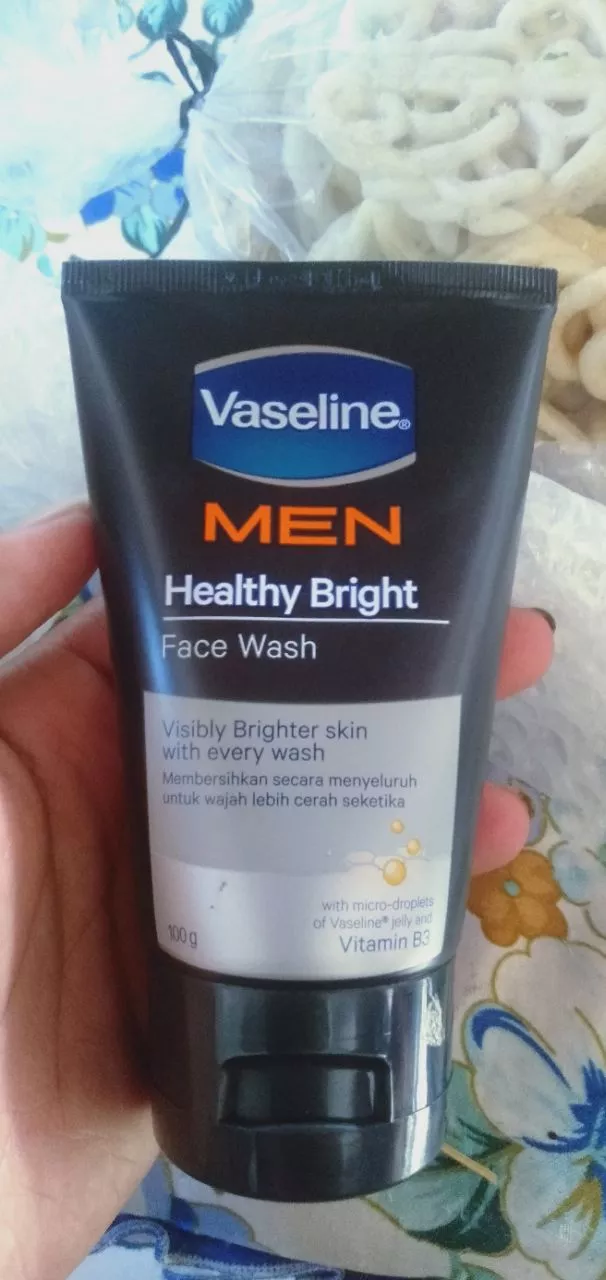 Vaseline®
MEN
Healthy Bright
Face Wash
Visibly Brighter skin
with every wash
Membersihkan secara menyeluruh
untuk wajah lebih cerah seketika
with micro-droplets
of Vaseline® jelly and
Vitamin B3
100 g